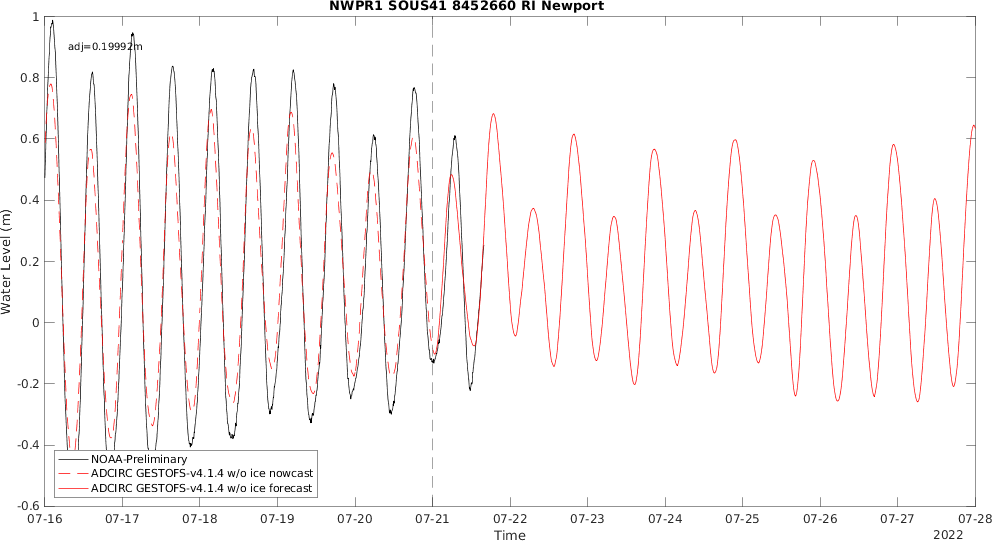 NWPR1 SOUS41 8452660 RI Newport
adj=0.19992m
1
0.8
0.6
0.4
0.2
0
-0.2
-0.4
-0.6
Water Level (m)
NOAA-Preliminary
ADCIRC GESTOFS-v4.1.4 w/o ice nowcast
ADCIRC GESTOFS-v4.1.4 w/o ice forecast
07-16 07-17 07-18 07-19 07-20 07-21 07-22 07-23 07-24 07-25 07-26 07-27 07-28
Time
2022